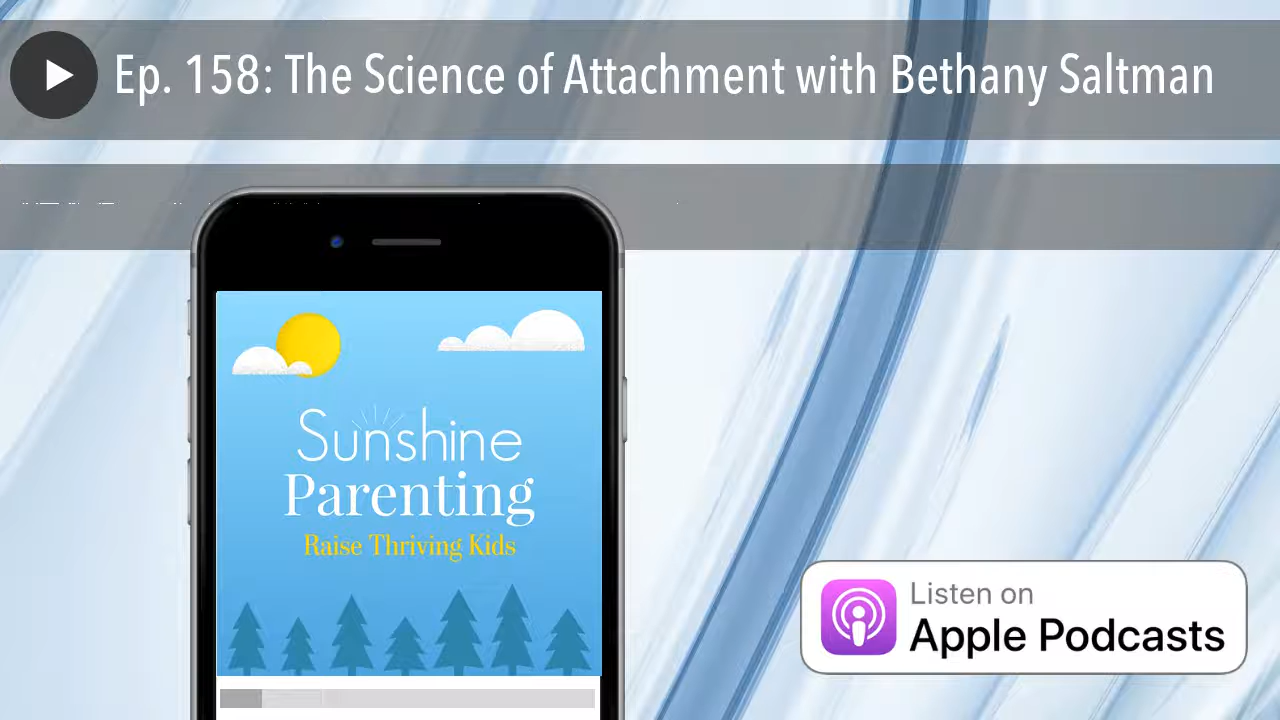 Ep. 158: The Science of Attachment with Bethany Saltman
Sunshine
Parenting
Raise Thriving Kids
Listen on
Apple Podcasts